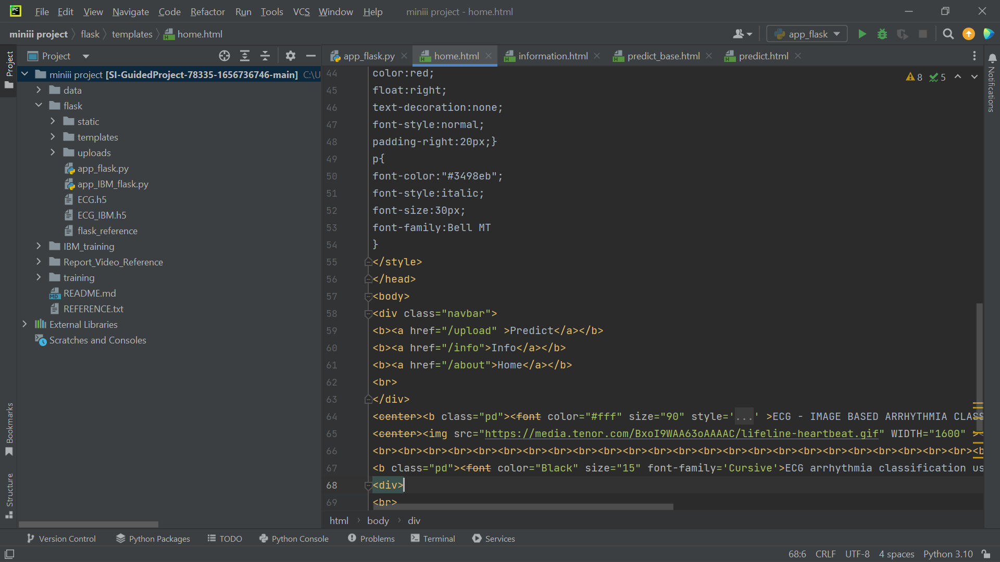 PC File Edit View Navigate Code Refactor Run Tools VCS Window Help miniii project - home.html
miniii project flask templates home.html app_flask
Project
app_flask.py home.html information.html predict_base.html predict.html
Project
Notifications
Bookmarks
Structure
miniii project [SI-GuidedProject-78335-1656736746-main] C:\U
data
flask
static
templates
uploads
app_flask.py
app_IBM_flask.py
ECG.h5
ECG_IBM.h5
flask_reference
IBM_training
Report_Video_Reference
training
README.md
REFERENCE.txt
External Libraries
Scratches and Consoles
8 5
44 color:red;
45 float:right;
46 text-decoration:none;
47 font-style:normal;
48 padding-right:20px;}
49 p{
50 font-color:"#3498eb";
51 font-style:italic;
52 font-size:30px;
53 font-family:Bell MT
54 }
55 </style>
56 </head>
57 <body>
58 <div class="navbar">
59 <b><a href="/upload" >Predict</a></b>
60 <b><a href="/info">Info</a></b>
61 <b><a href="/about">Home</a></b>
62 <br>
63 </div>
64 <center><b class="pd"><font color="#fff" size="90" style='...' >ECG - IMAGE BASED ARRHYTHMIA CLASS
65 <center><img src="https://media.tenor.com/BxoI9WAA63oAAAAC/lifeline-heartbeat.gif" WIDTH="1600" ><
66 <br><br><br><br><br><br><br><br><br><br><br><br><br><br><br><br><br><br><br><br><br><br><br><br><b
67 <b class="pd"><font color="Black" size="15" font-family='Cursive'>ECG arrhythmia classification us
68 <div>
69 <br>
html body div
Version Control Python Packages TODO Python Console Problems Terminal Services
68:6 CRLF UTF-8 4 spaces Python 3.10